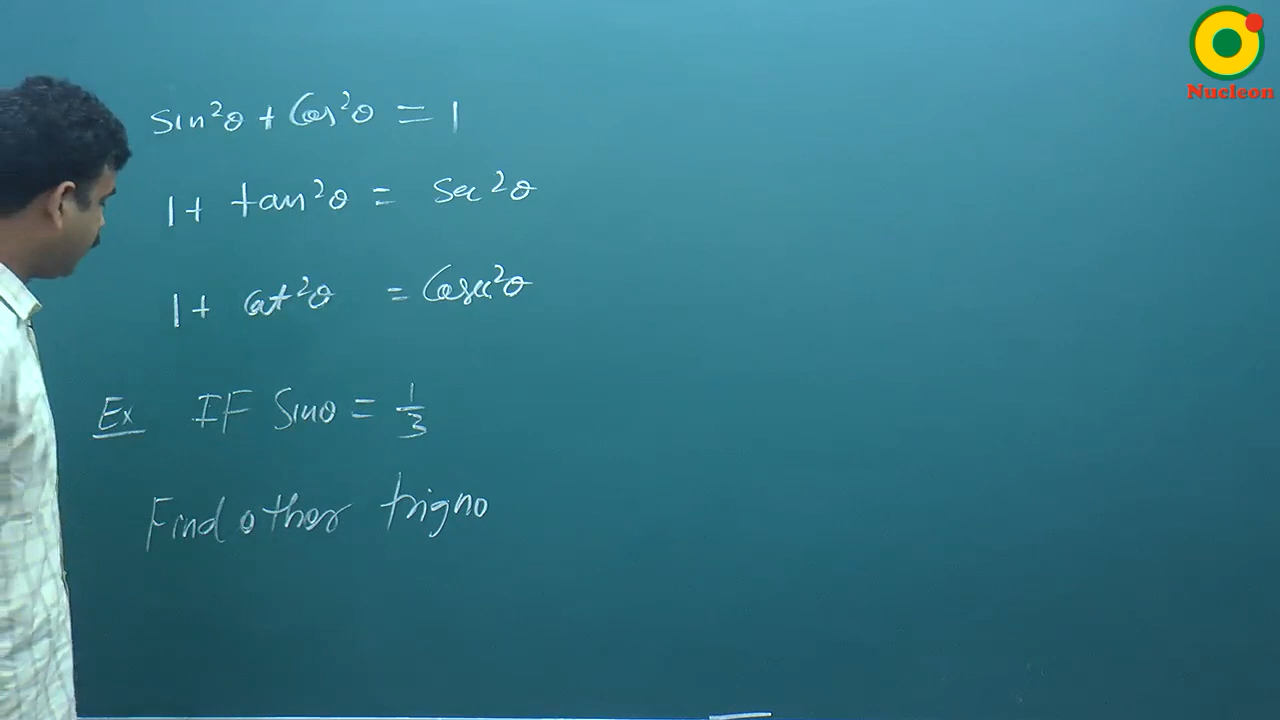 Nucleon
sin²θ + Cos²θ = 1
1 + tan²θ = sec²θ
1 + cot²θ = Cosec²θ
Ex IF Sinθ = 1/3
Find other trigno